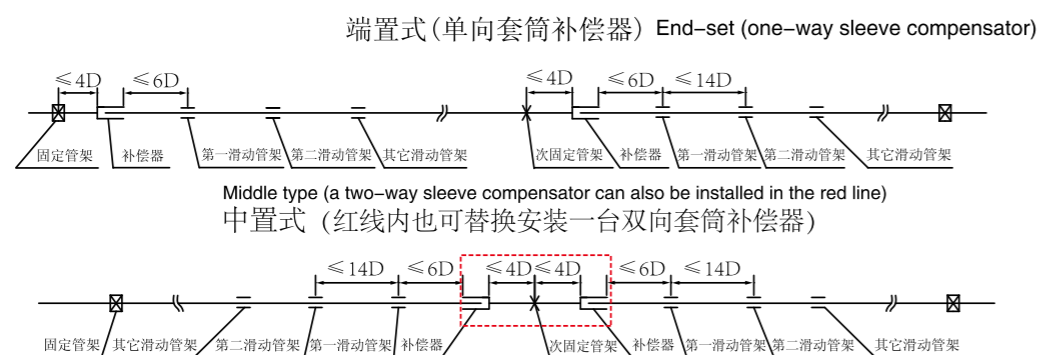 端置式(单向套筒补偿器) End-set (one-way sleeve compensator)
≤4D ≤6D ≤4D ≤6D ≤14D
固定管架 补偿器 第一滑动管架 第二滑动管架 其它滑动管架 次固定管架 补偿器 第一滑动管架 第二滑动管架 其它滑动管架
Middle type (a two-way sleeve compensator can also be installed in the red line)
中置式 (红线内也可替换安装一台双向套筒补偿器)
≤14D ≤6D ≤4D ≤4D ≤6D ≤14D
固定管架 其它滑动管架 第二滑动管架 第一滑动管架 补偿器 次固定管架 补偿器 第一滑动管架 第二滑动管架 其它滑动管架